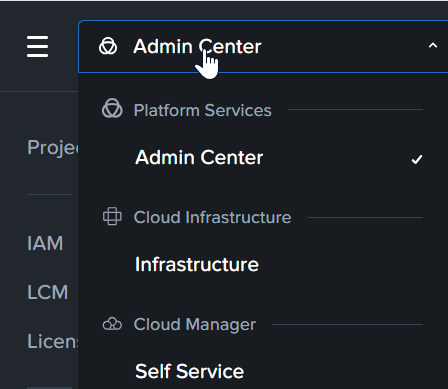 Admin Center
Platform Services
Projec
Admin Center
Cloud Infrastructure
IAM
Infrastructure
LCM
Cloud Manager
Licens
Self Service